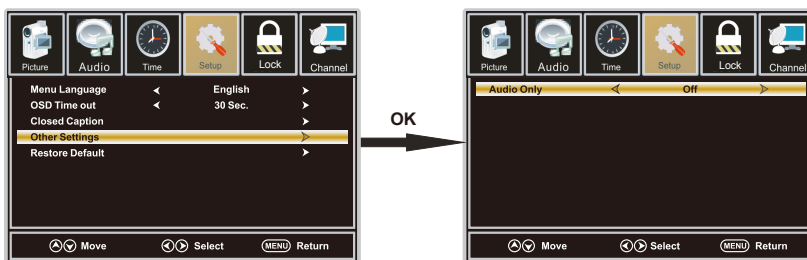 Picture Audio Time Setup Lock Channel
Menu Language English
OSD Time out 30 Sec.
Closed Caption
Other Settings
Restore Default
Move Select MENU Return
OK
Picture Audio Time Setup Lock Channel
Audio Only Off
Move Select MENU Return